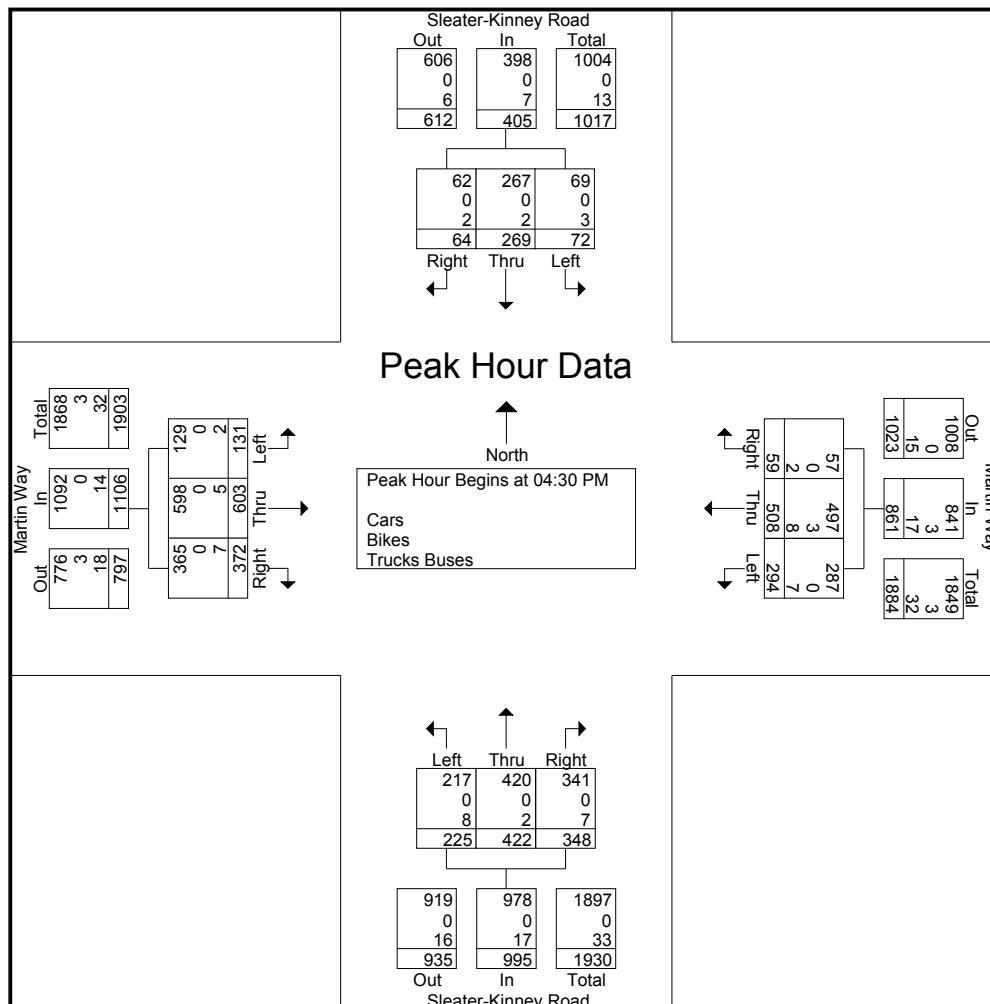 Sleater-Kinney Road
Out In Total
606 398 1004
0 0 0
6 7 13
612 405 1017
62 267 69
0 0 0
2 2 3
64 269 72
Right Thru Left
Peak Hour Data
North
Peak Hour Begins at 04:30 PM
Cars
Bikes
Trucks Buses
Martin Way
Out In Total
776 1092 1868
3 0 3
18 14 32
797 1106 1903
Left Thru Right
129 598 365
0 0 0
2 5 7
131 603 372
Martin Way
Out In Total
1008 841 1849
0 3 3
15 17 32
1023 861 1884
Right Thru Left
57 497 287
0 3 0
2 8 7
59 508 294
Left Thru Right
217 420 341
0 0 0
8 2 7
225 422 348
919 978 1897
0 0 0
16 17 33
935 995 1930
Out In Total
Sleater-Kinney Road